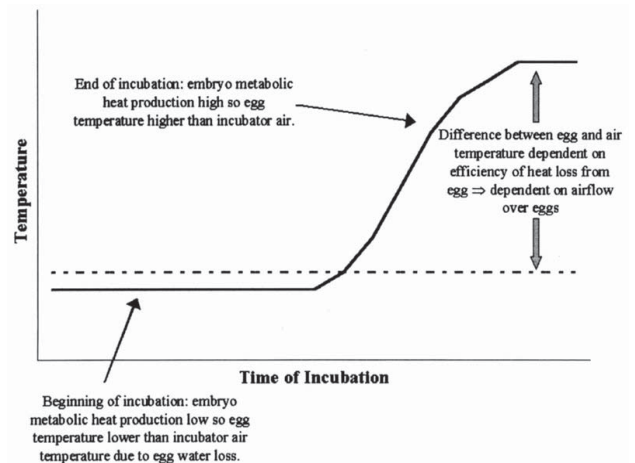 End of incubation: embryo metabolic
heat production high so egg
temperature higher than incubator air.
Difference between egg and air
temperature dependent on
efficiency of heat loss from
egg ⇒ dependent on airflow
over eggs
Temperature
Time of Incubation
Beginning of incubation: embryo
metabolic heat production low so egg
temperature lower than incubator air
temperature due to egg water loss.